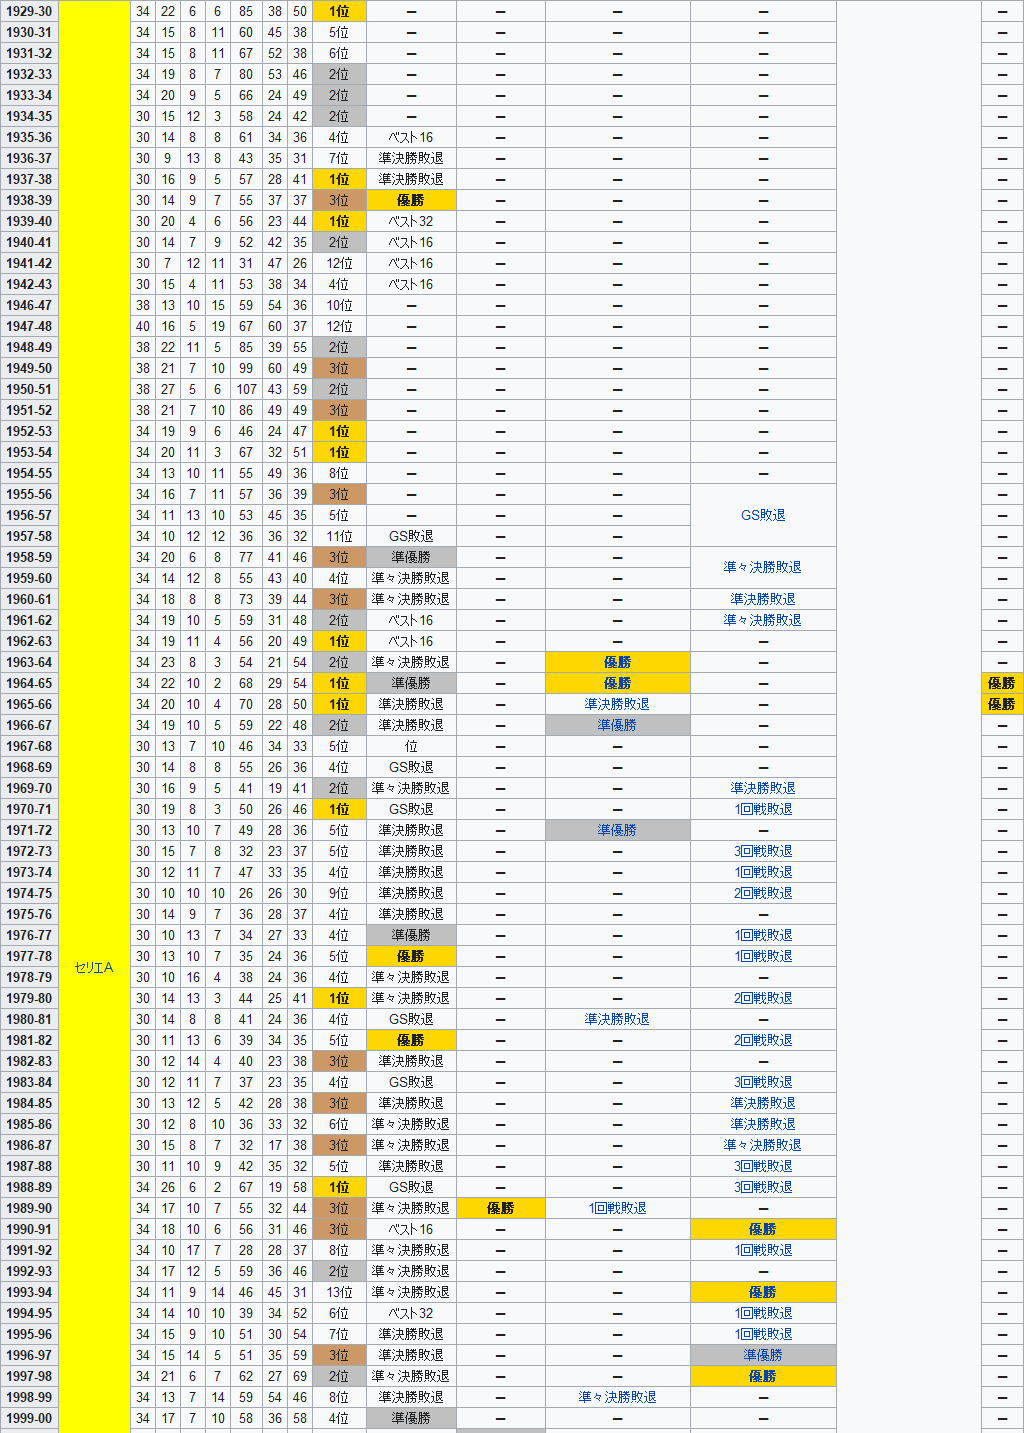 1929-30 34 22 6 6 85 38 50 1位 – – – – –
1930-31 34 15 8 11 60 45 38 5位 – – – – –
1931-32 34 15 8 11 67 52 38 6位 – – – – –
1932-33 34 19 8 7 80 53 46 2位 – – – – –
1933-34 34 20 9 5 66 24 49 2位 – – – – –
1934-35 30 15 12 3 58 24 42 2位 – – – – –
1935-36 30 14 8 8 61 34 36 4位 ベスト16 – – – –
1936-37 30 9 13 8 43 35 31 7位 準決勝敗退 – – – –
1937-38 30 16 9 5 57 28 41 1位 準決勝敗退 – – – –
1938-39 30 14 9 7 55 37 37 3位 優勝 – – – –
1939-40 30 20 4 6 56 23 44 1位 ベスト32 – – – –
1940-41 30 14 7 9 52 42 35 2位 ベスト16 – – – –
1941-42 30 7 12 11 31 47 26 12位 ベスト16 – – – –
1942-43 30 15 4 11 53 38 34 4位 ベスト16 – – – –
1946-47 38 13 10 15 59 54 36 10位 – – – – –
1947-48 40 16 5 19 67 60 37 12位 – – – – –
1948-49 38 22 11 5 85 39 55 2位 – – – – –
1949-50 38 21 7 10 99 60 49 3位 – – – – –
1950-51 38 27 5 6 107 43 59 2位 – – – – –
1951-52 38 21 7 10 86 49 49 3位 – – – – –
1952-53 34 19 9 6 46 24 47 1位 – – – – –
1953-54 34 20 11 3 67 32 51 1位 – – – – –
1954-55 34 13 10 11 55 49 36 8位 – – – – –
1955-56 34 16 7 11 57 36 39 3位 – – – –
1956-57 34 11 13 10 53 45 35 5位 – – – GS敗退 –
1957-58 34 10 12 12 36 36 32 11位 GS敗退 – – –
1958-59 34 20 6 8 77 41 46 3位 準優勝 – – 準々決勝敗退 –
1959-60 34 14 12 8 55 43 40 4位 準々決勝敗退 – – –
1960-61 34 18 8 8 73 39 44 3位 準々決勝敗退 – – 準決勝敗退 –
1961-62 34 19 10 5 59 31 48 2位 ベスト16 – – 準々決勝敗退 –
1962-63 34 19 11 4 56 20 49 1位 ベスト16 – – – –
1963-64 34 23 8 3 54 21 54 2位 準々決勝敗退 – 優勝 – –
1964-65 34 22 10 2 68 29 54 1位 準優勝 – 優勝 – 優勝
1965-66 34 20 10 4 70 28 50 1位 準決勝敗退 – 準決勝敗退 – 優勝
1966-67 34 19 10 5 59 22 48 2位 準決勝敗退 – 準優勝 – –
1967-68 30 13 7 10 46 34 33 5位 位 – – – –
1968-69 30 14 8 8 55 26 36 4位 GS敗退 – – – –
1969-70 30 16 9 5 41 19 41 2位 準々決勝敗退 – – 準決勝敗退 –
1970-71 30 19 8 3 50 26 46 1位 GS敗退 – – 1回戦敗退 –
1971-72 30 13 10 7 49 28 36 5位 準決勝敗退 – 準優勝 – –
1972-73 30 15 7 8 32 23 37 5位 準決勝敗退 – – 3回戦敗退 –
1973-74 30 12 11 7 47 33 35 4位 準決勝敗退 – – 1回戦敗退 –
1974-75 30 10 10 10 26 26 30 9位 準決勝敗退 – – 2回戦敗退 –
1975-76 30 14 9 7 36 28 37 4位 準決勝敗退 – – – –
1976-77 30 10 13 7 34 27 33 4位 準優勝 – – 1回戦敗退 –
1977-78 30 13 10 7 35 24 36 5位 優勝 – – 1回戦敗退 –
セリエA
1978-79 30 10 16 4 38 24 36 4位 準々決勝敗退 – – – –
1979-80 30 14 13 3 44 25 41 1位 準々決勝敗退 – – 2回戦敗退 –
1980-81 30 14 8 8 41 24 36 4位 GS敗退 – 準決勝敗退 – –
1981-82 30 11 13 6 39 34 35 5位 優勝 – – 2回戦敗退 –
1982-83 30 12 14 4 40 23 38 3位 準決勝敗退 – – – –
1983-84 30 12 11 7 37 23 35 4位 GS敗退 – – 3回戦敗退 –
1984-85 30 13 12 5 42 28 38 3位 準決勝敗退 – – 準決勝敗退 –
1985-86 30 12 8 10 36 33 32 6位 準々決勝敗退 – – 準決勝敗退 –
1986-87 30 15 8 7 32 17 38 3位 準々決勝敗退 – – 準々決勝敗退 –
1987-88 30 11 10 9 42 35 32 5位 準決勝敗退 – – 3回戦敗退 –
1988-89 34 26 6 2 67 19 58 1位 GS敗退 – – 3回戦敗退 –
1989-90 34 17 10 7 55 32 44 3位 準々決勝敗退 優勝 1回戦敗退 – –
1990-91 34 18 10 6 56 31 46 3位 ベスト16 – – 優勝 –
1991-92 34 10 17 7 28 28 37 8位 準々決勝敗退 – – 1回戦敗退 –
1992-93 34 17 12 5 59 36 46 2位 準々決勝敗退 – – – –
1993-94 34 11 9 14 46 45 31 13位 準々決勝敗退 – – 優勝 –
1994-95 34 14 10 10 39 34 52 6位 ベスト32 – – 1回戦敗退 –
1995-96 34 15 9 10 51 30 54 7位 準決勝敗退 – – 1回戦敗退 –
1996-97 34 15 14 5 51 35 59 3位 準決勝敗退 – – 準優勝 –
1997-98 34 21 6 7 62 27 69 2位 準々決勝敗退 – – 優勝 –
1998-99 34 13 7 14 59 54 46 8位 準決勝敗退 – 準々決勝敗退 – –
1999-00 34 17 7 10 58 36 58 4位 準優勝 – – – –